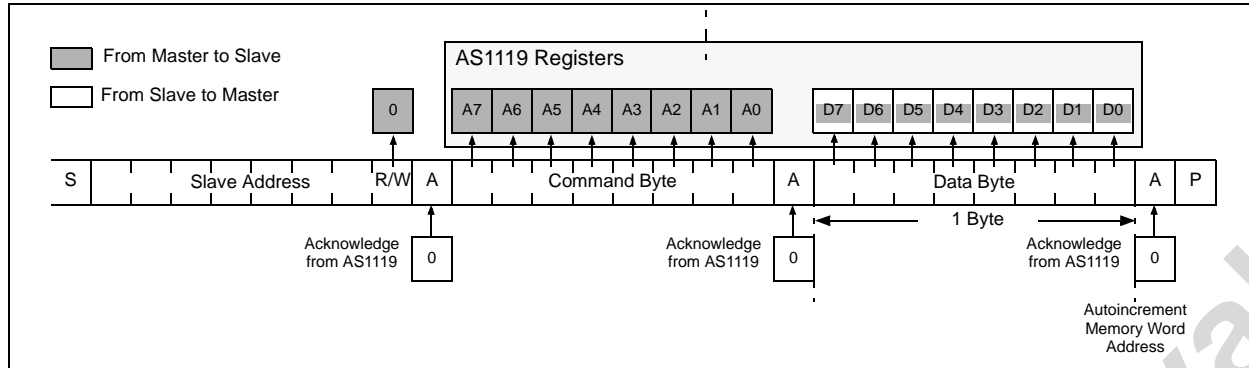 From Master to Slave
From Slave to Master
AS1119 Registers
0 A7 A6 A5 A4 A3 A2 A1 A0 D7 D6 D5 D4 D3 D2 D1 D0
S Slave Address R/W A Command Byte A Data Byte A P
1 Byte
Acknowledge
from AS1119
0
Acknowledge
from AS1119
0
Acknowledge
from AS1119
0
Autoincrement
Memory Word
Address